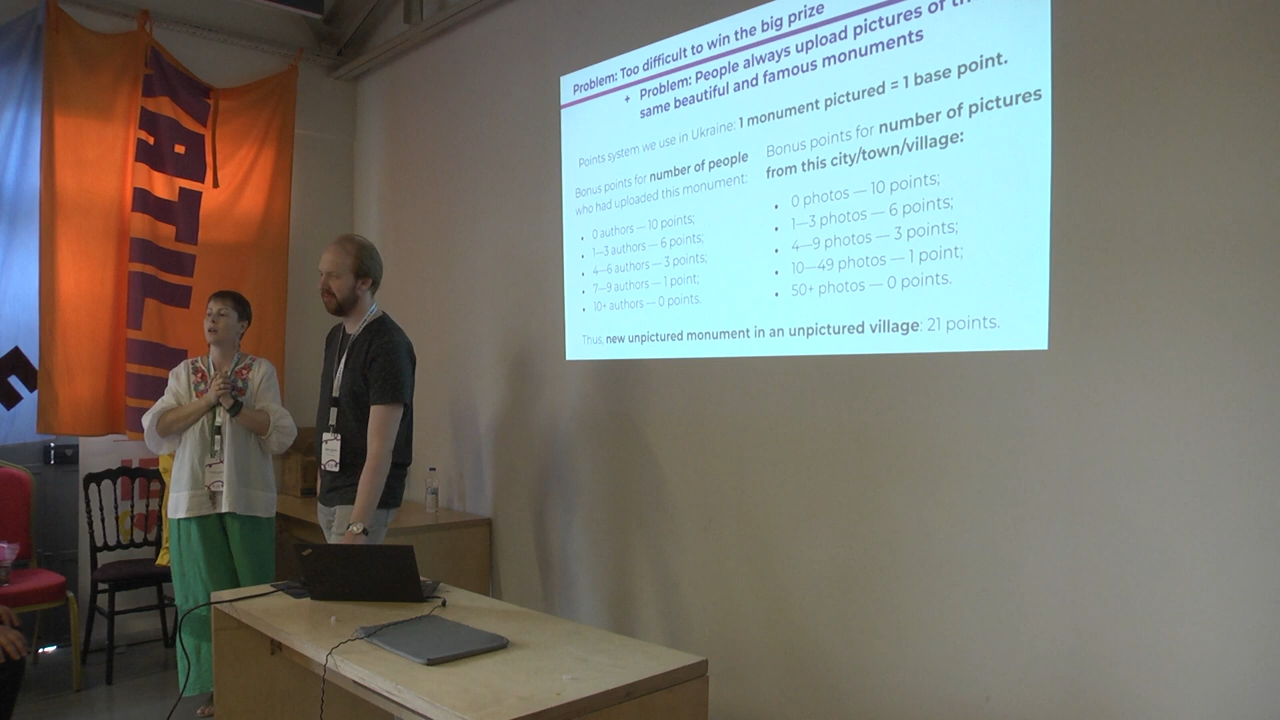 Problem: Too difficult to win the big prize
+ Problem: People always upload pictures of
same beautiful and famous monuments
Points system we use in Ukraine: 1 monument pictured = 1 base point.
Bonus points for number of people
who had uploaded this monument:
• 0 authors — 10 points;
• 1—3 authors — 6 points;
• 4—6 authors — 3 points;
• 7—9 authors — 1 point;
• 10+ authors — 0 points.
Bonus points for number of pictures
from this city/town/village:
• 0 photos — 10 points;
• 1—3 photos — 6 points;
• 4—9 photos — 3 points;
• 10—49 photos — 1 point;
• 50+ photos — 0 points.
Thus, new unpictured monument in an unpictured village: 21 points.